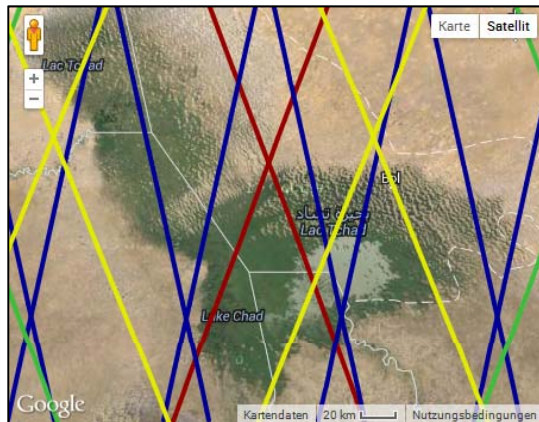 Karte
Satellit
+
−
Lac Tchad
Bol
بحيرة تشاد
Lac Tchad
Lake Chad
Google
Kartendaten
20 km
Nutzungsbedingungen